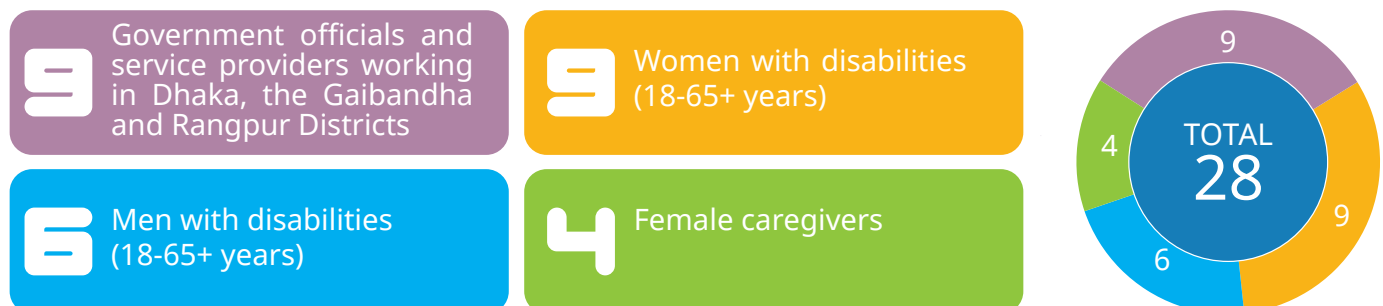 9
Government officials and
service providers working
in Dhaka, the Gaibandha
and Rangpur Districts
9
Women with disabilities
(18-65+ years)
6
Men with disabilities
(18-65+ years)
4
Female caregivers
9
4
TOTAL
28
9
6